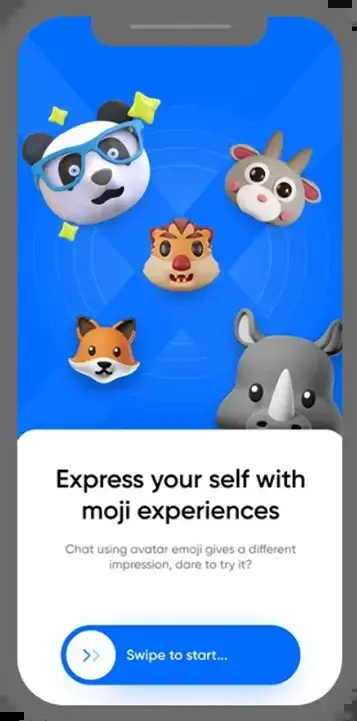 Express your self with
moji experiences
Chat using avatar emoji gives a different
impression, dare to try it?
Swipe to start...